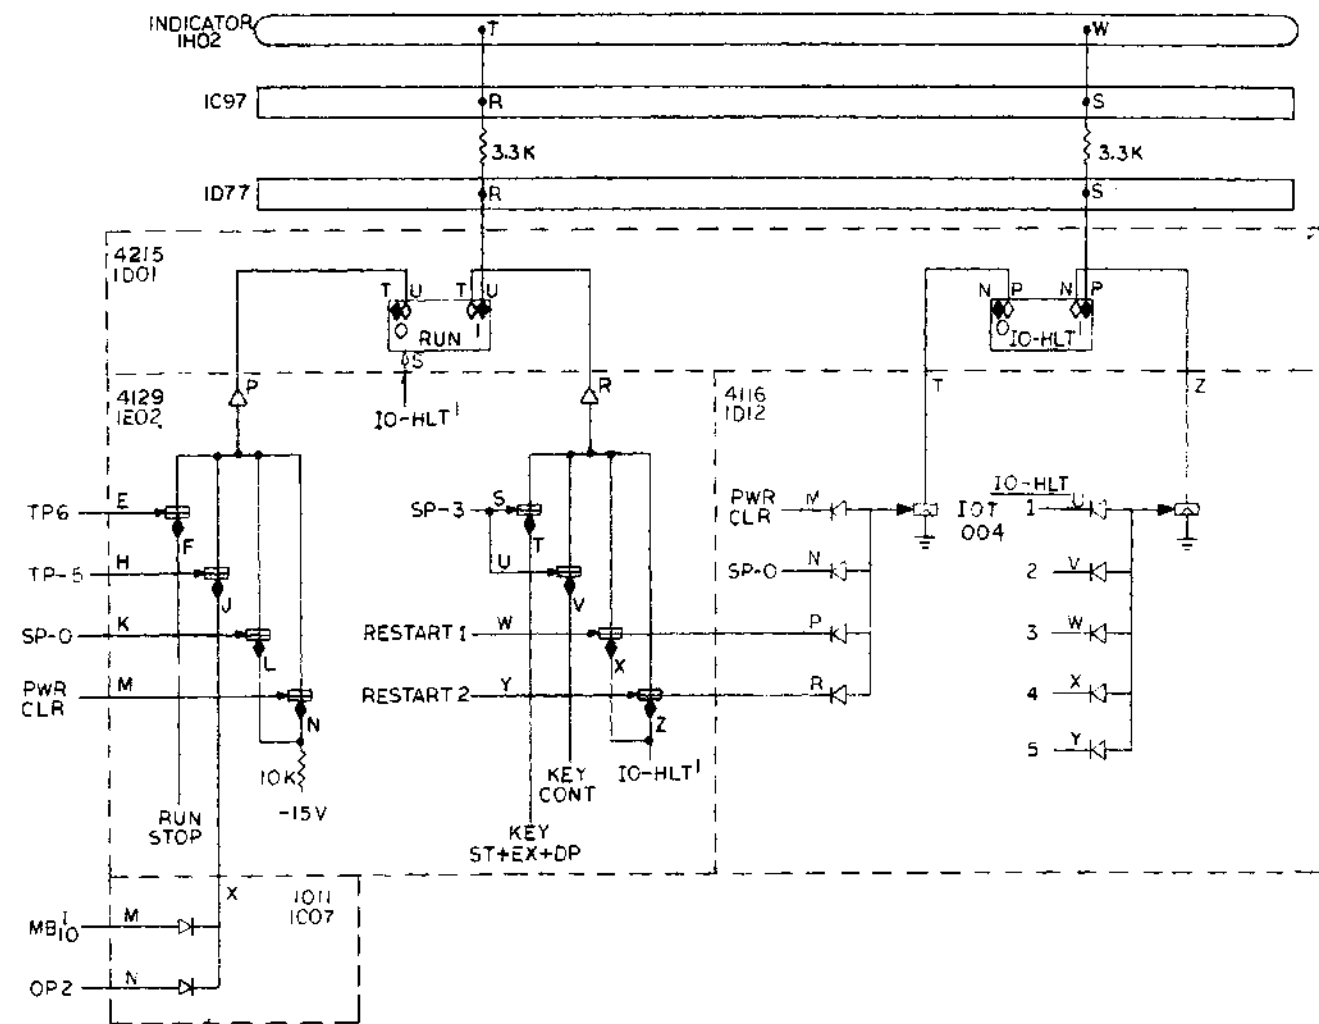 INDICATOR
1H02
T
W
1C97
R
S
3.3K
3.3K
1D77
R
S
4215
1D01
T U
T U
0
RUN
1
S
N P
N P
0
IO-HLT
1
P
R
T
Z
4129
1E02
IO-HLT1
4116
1D12
TP6
E
F
SP-3
S
T
PWR
CLR
M
IOT
004
IO-HLT
1
U
TP-5
H
J
U
V
SP-0
N
2
V
SP-0
K
L
RESTART 1
W
X
P
3
W
PWR
CLR
M
N
RESTART 2
Y
Z
R
4
X
5
Y
10K
-15V
KEY
CONT
IO-HLT1
RUN
STOP
KEY
ST+EX+DP
X
1011
1C07
MB 1 10
M
OP2
N